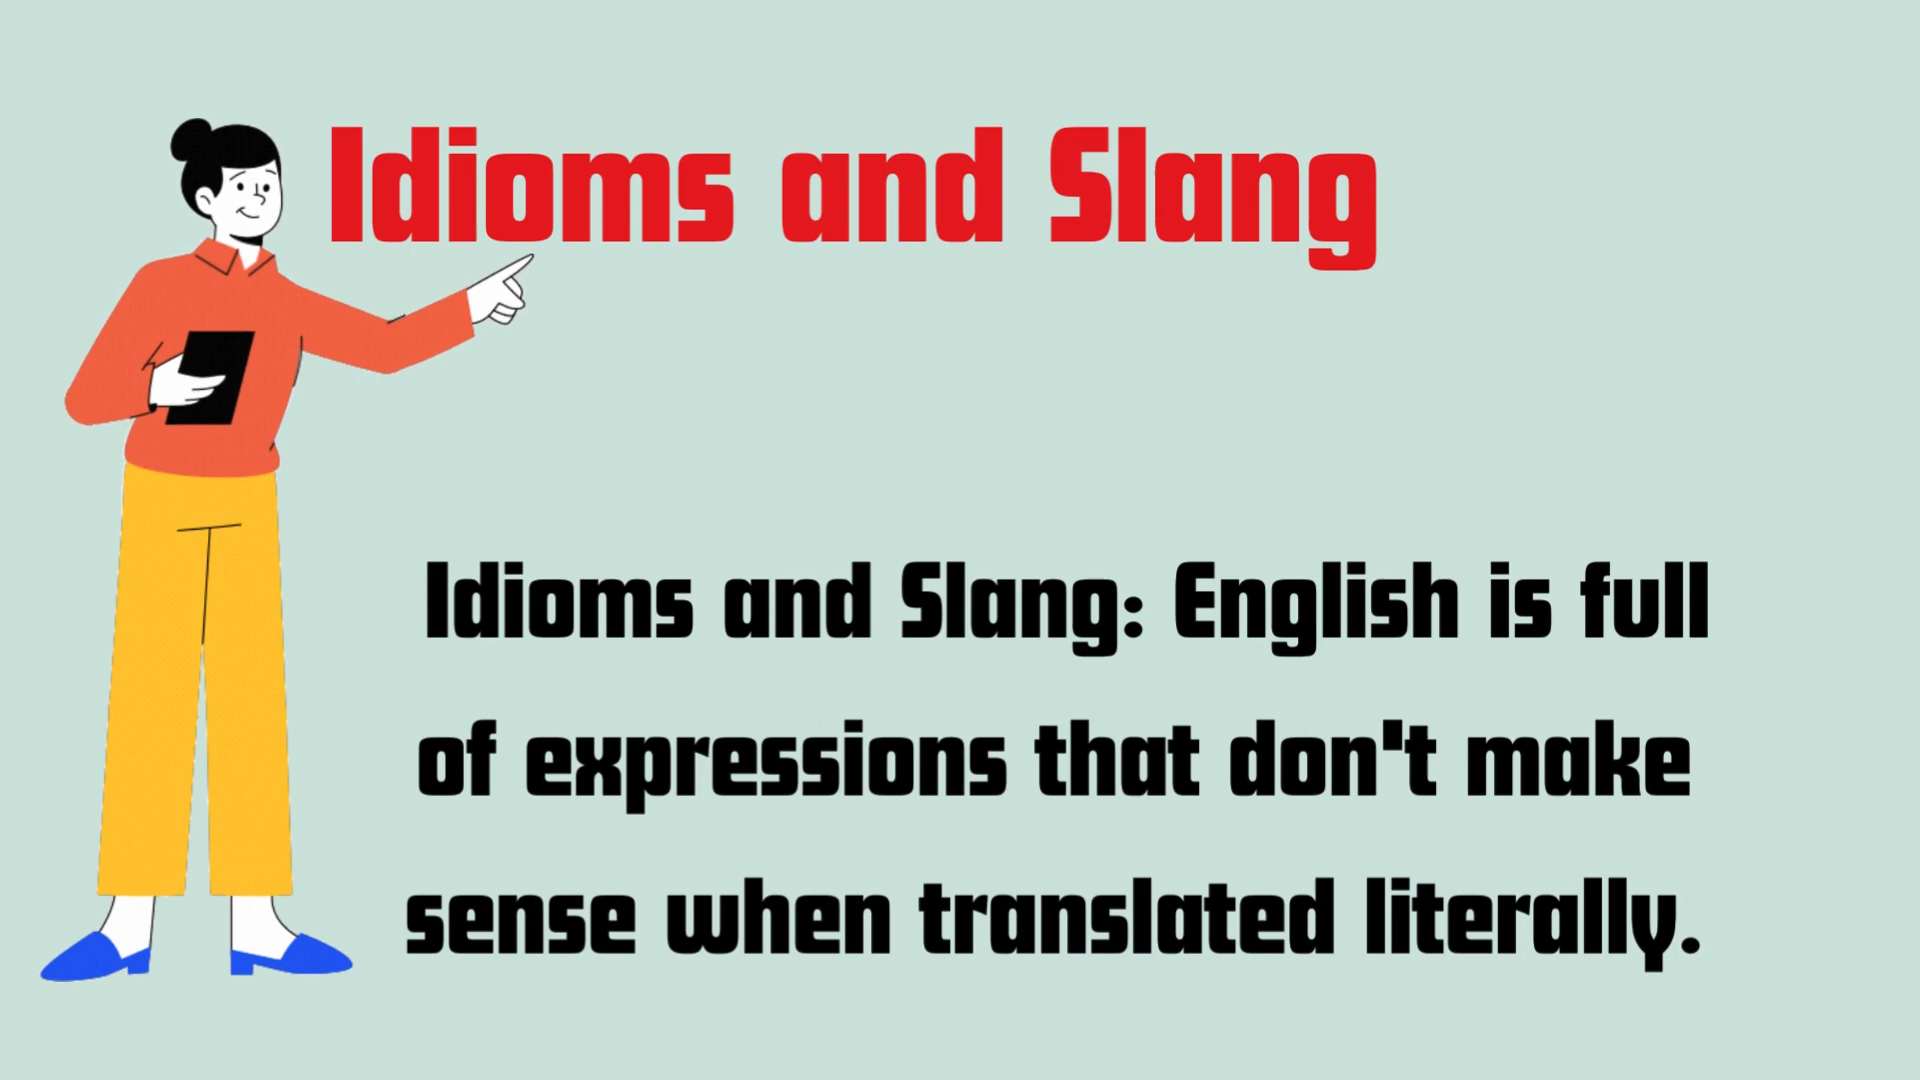 Idioms and Slang
Idioms and Slang: English is full
of expressions that don't make
sense when translated literally.